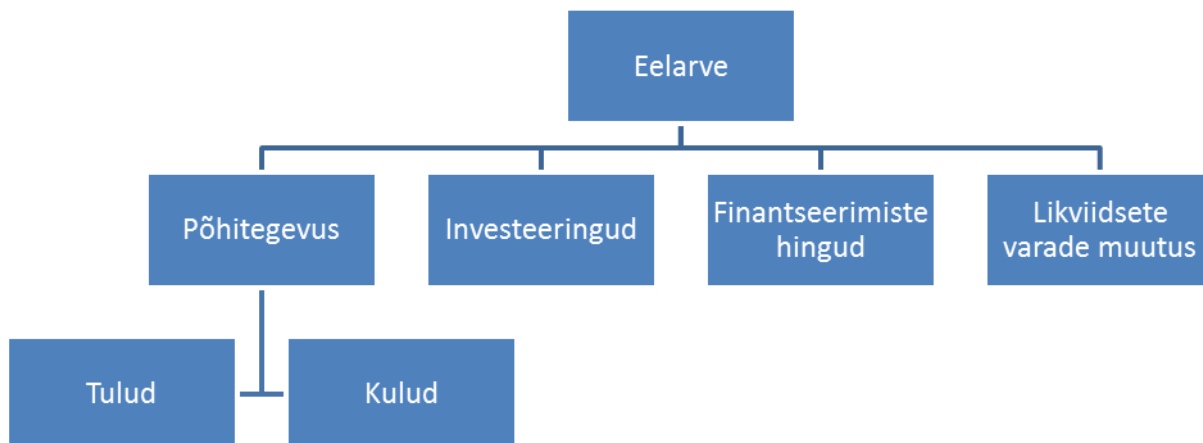 Eelarve
Põhitegevus
Investeeringud
Finantseerimiste
hingud
Likviidsete
varade muutus
Tulud
Kulud